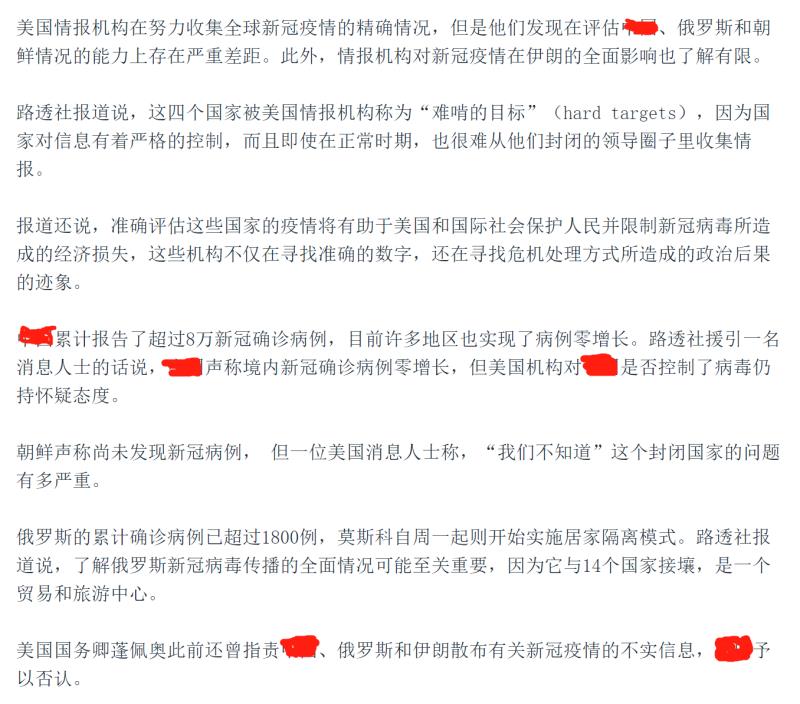 美国情报机构在努力收集全球新冠疫情的精确情况，但是他们发现在评估、俄罗斯和朝
鲜情况的能力上存在严重差距。此外，情报机构对新冠疫情在伊朗的全面影响也了解有限。
路透社报道说，这四个国家被美国情报机构称为“难啃的目标”（hard targets），因为国
家对信息有着严格的控制，而且即使在正常时期，也很难从他们封闭的领导圈子里收集情
报。
报道还说，准确评估这些国家的疫情将有助于美国和国际社会保护人民并限制新冠病毒所造
成的经济损失，这些机构不仅在寻找准确的数字，还在寻找危机处理方式所造成的政治后果
的迹象。
累计报告了超过8万新冠确诊病例，目前许多地区也实现了病例零增长。路透社援引一名
消息人士的话说，声称境内新冠确诊病例零增长，但美国机构对是否控制了病毒仍
持怀疑态度。
朝鲜声称尚未发现新冠病例， 但一位美国消息人士称，“我们不知道”这个封闭国家的问题
有多严重。
俄罗斯的累计确诊病例已超过1800例，莫斯科自周一起则开始实施居家隔离模式。路透社报
道说，了解俄罗斯新冠病毒传播的全面情况可能至关重要，因为它与14个国家接壤，是一个
贸易和旅游中心。
美国国务卿蓬佩奥此前还曾指责、俄罗斯和伊朗散布有关新冠疫情的不实信息，予
以否认。